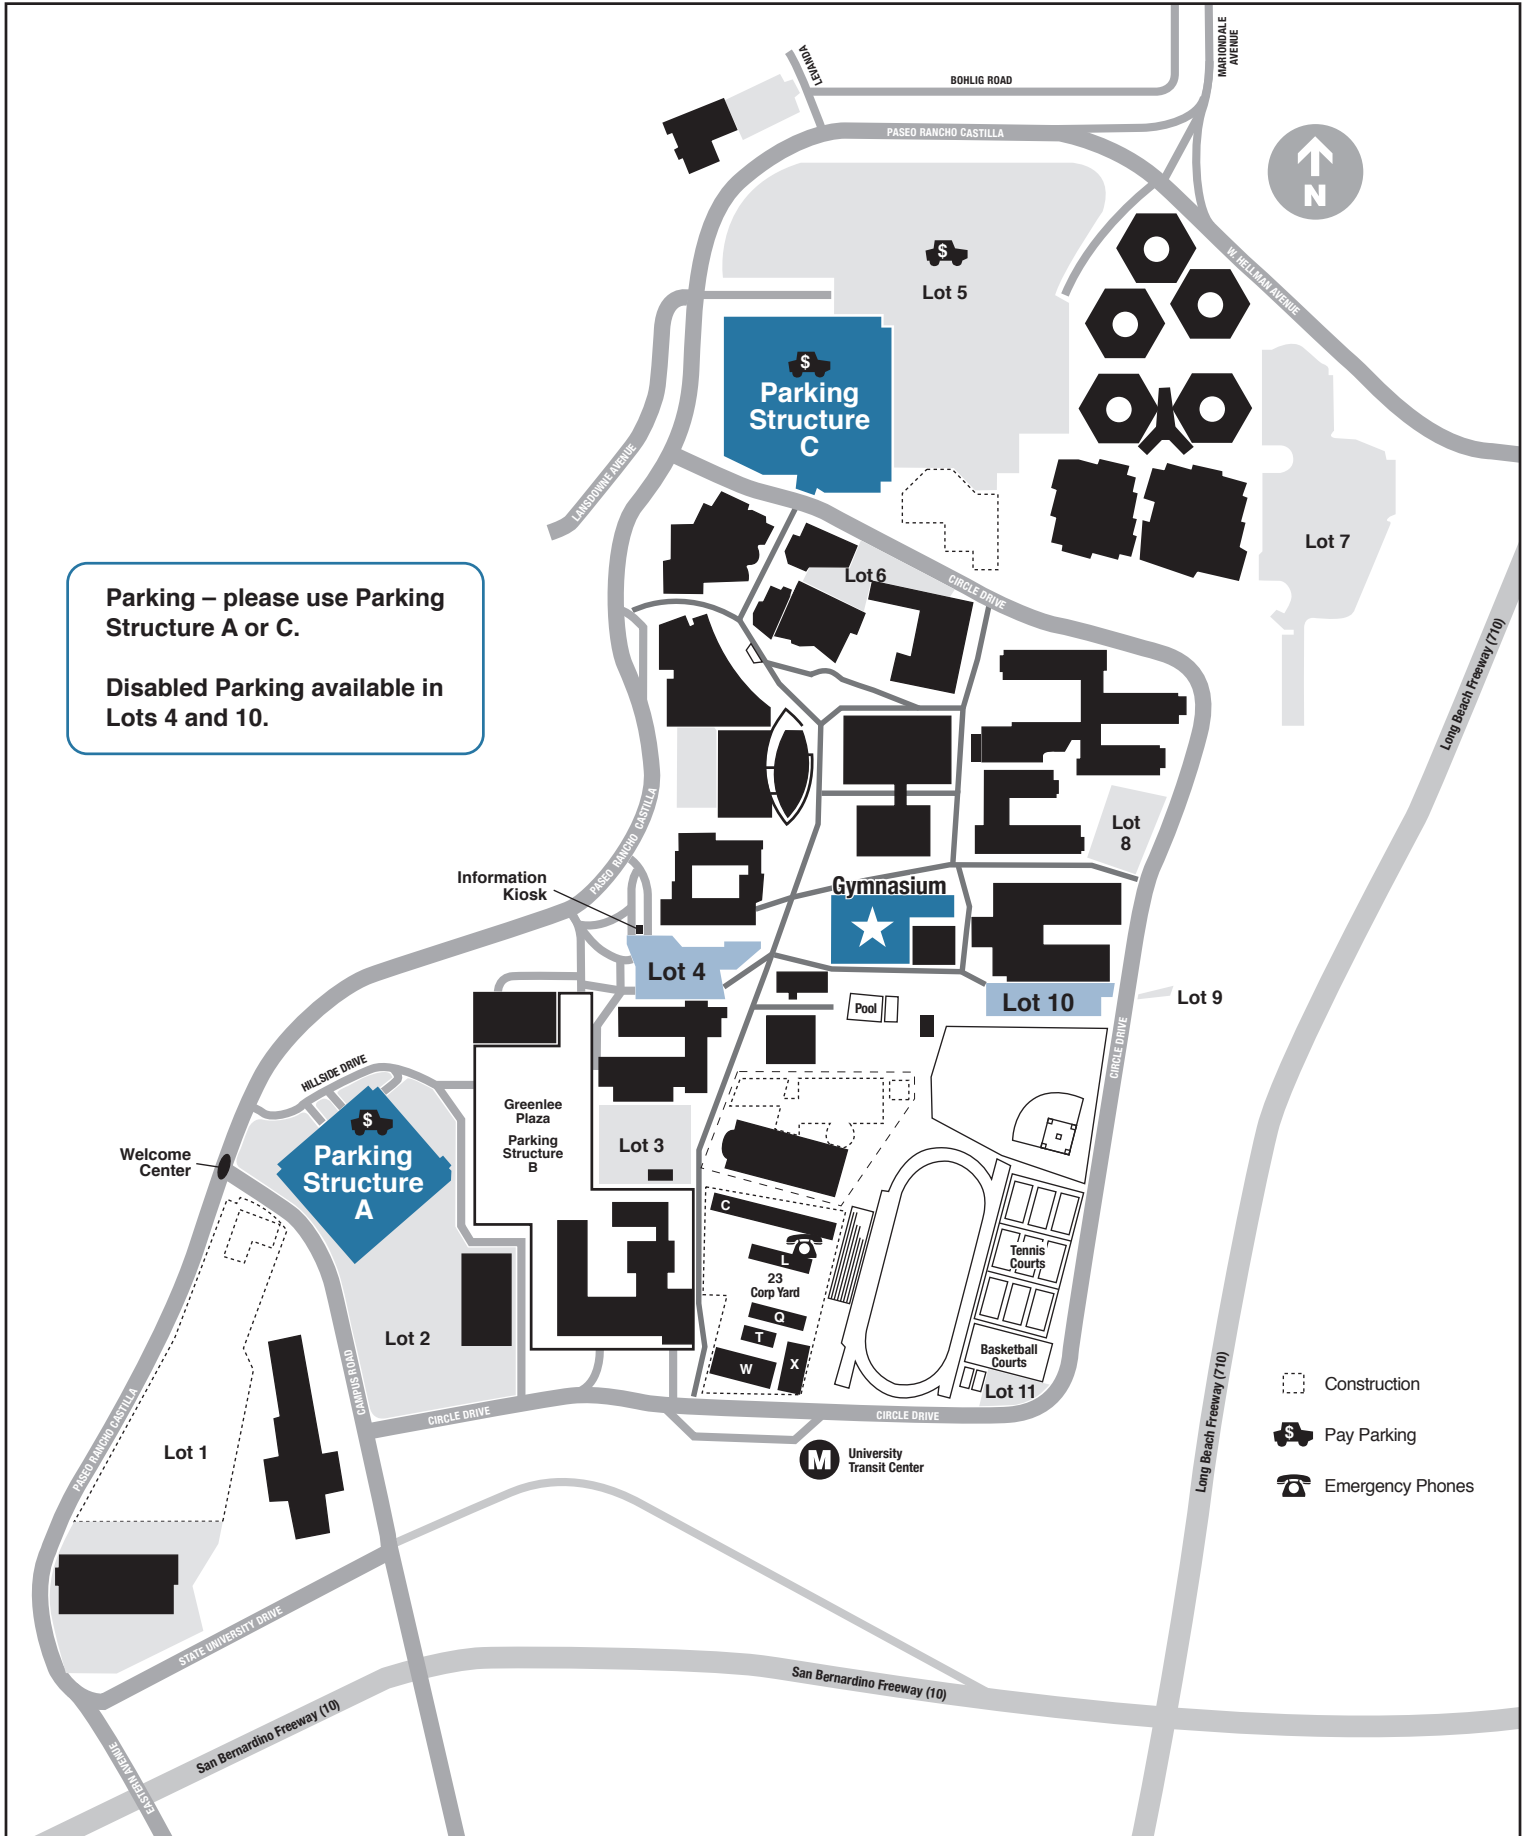 LEVANDA
BOHLIG ROAD
MARIONDALE
AVENUE
PASEO RANCHO CASTILLA
N
W. HELLMAN AVENUE
$
Lot 5
$
Parking
Structure
C
LANSDOWNE AVENUE
Lot 7
Lot 6
CIRCLE DRIVE
Parking – please use Parking
Structure A or C.
Disabled Parking available in
Lots 4 and 10.
Long Beach Freeway (710)
PASEO RANCHO CASTILLA
Lot
8
Information
Kiosk
Gymnasium
Lot 4
Lot 10
Lot 9
Pool
CIRCLE DRIVE
HILLSIDE DRIVE
$
Parking
Structure
A
Welcome
Center
Greenlee
Plaza
Parking
Structure
B
Lot 3
C
L
23
Corp Yard
Q
T
W
X
Tennis
Courts
Basketball
Courts
Lot 11
Lot 2
CAMPUS ROAD
CIRCLE DRIVE
CIRCLE DRIVE
PASEO RANCHO CASTILLA
Lot 1
M
University
Transit Center
Long Beach Freeway (710)
Construction
$
Pay Parking
Emergency Phones
STATE UNIVERSITY DRIVE
San Bernardino Freeway (10)
San Bernardino Freeway (10)
EASTERN AVENUE